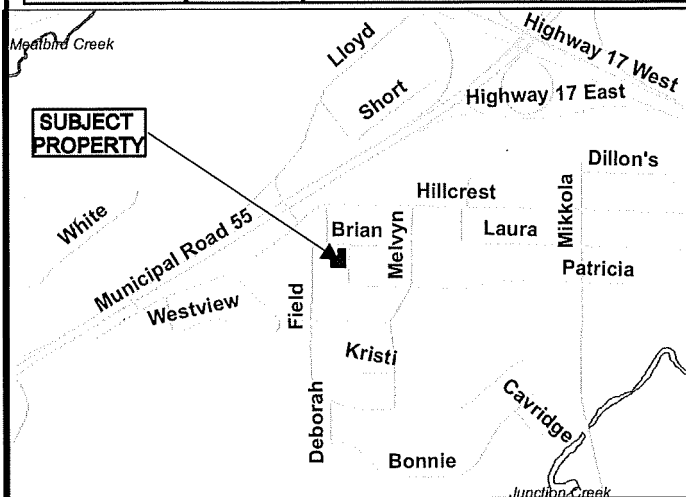 Meatbird Creek
Lloyd
Highway 17 West
Short
Highway 17 East
SUBJECT
PROPERTY
Dillon's
Hillcrest
White
Municipal Road 55
Brian
Melvyn
Laura
Mikkola
Patricia
Westview
Field
Kristi
Deborah
Cavridge
Bonnie
Junction Creek